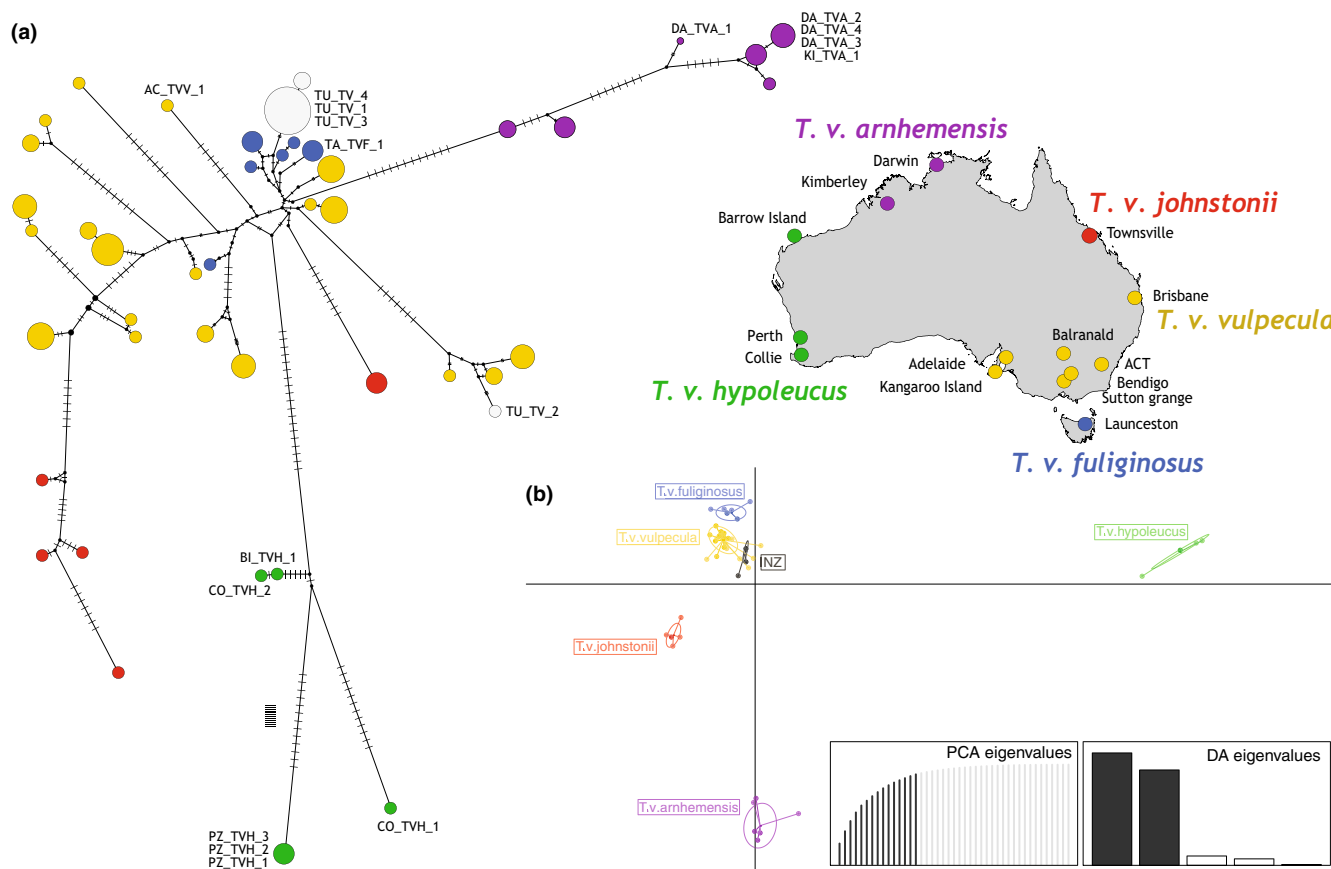 (a)
DA_TVA_1
DA_TVA_2
DA_TVA_4
DA_TVA_3
KI_TVA_1
AC_TVV_1
TU_TV_4
TU_TV_1
TU_TV_3
TA_TVF_1
TU_TV_2
BI_TVH_1
CO_TVH_2
CO_TVH_1
PZ_TVH_3
PZ_TVH_2
PZ_TVH_1
T. v. arnhemensis
Darwin
Kimberley
Barrow Island
T. v. johnstonii
Townsville
Brisbane
T. v. vulpecula
Perth
Collie
Balranald
Adelaide
ACT
Kangaroo Island
Bendigo
Sutton grange
T. v. hypoleucus
Launceston
T. v. fuliginosus
(b)
T.v.fuliginosus
T.v.vulpecula
NZ
T.v.hypoleucus
T.v.johnstonii
T.v.arnhemensis
PCA eigenvalues
DA eigenvalues